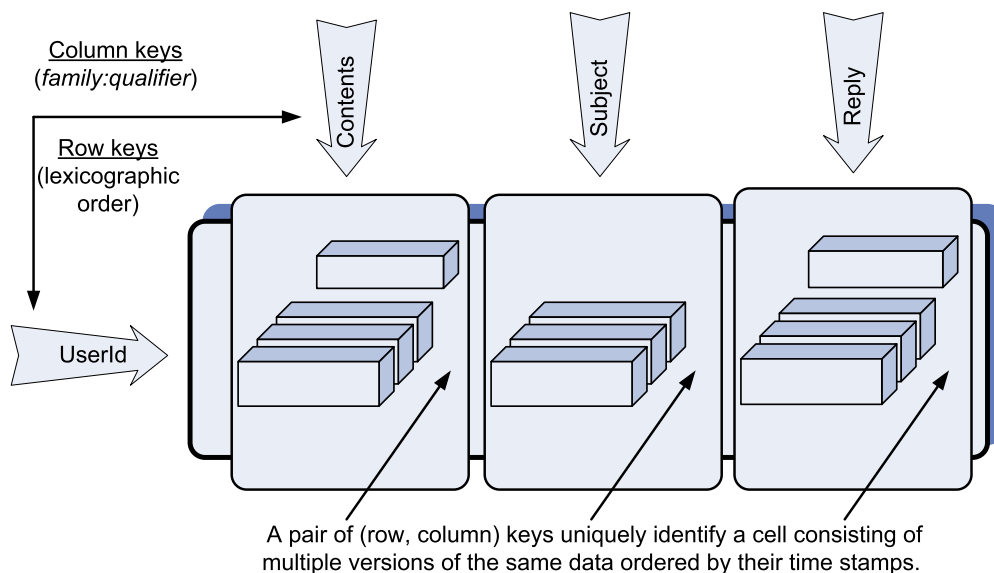 Column keys
(family:qualifier)
Row keys
(lexicographic
order)
Contents
Subject
Reply
UserId
A pair of (row, column) keys uniquely identify a cell consisting of
multiple versions of the same data ordered by their time stamps.